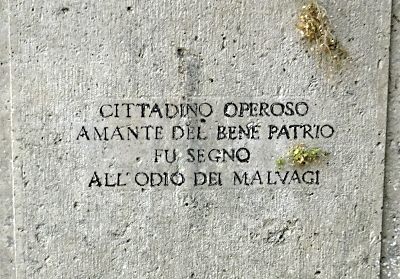 CITTADINO OPEROSO
AMANTE DEL BENE PATRIO
FU SEGNO
ALL'ODIO DEI MALVAGI